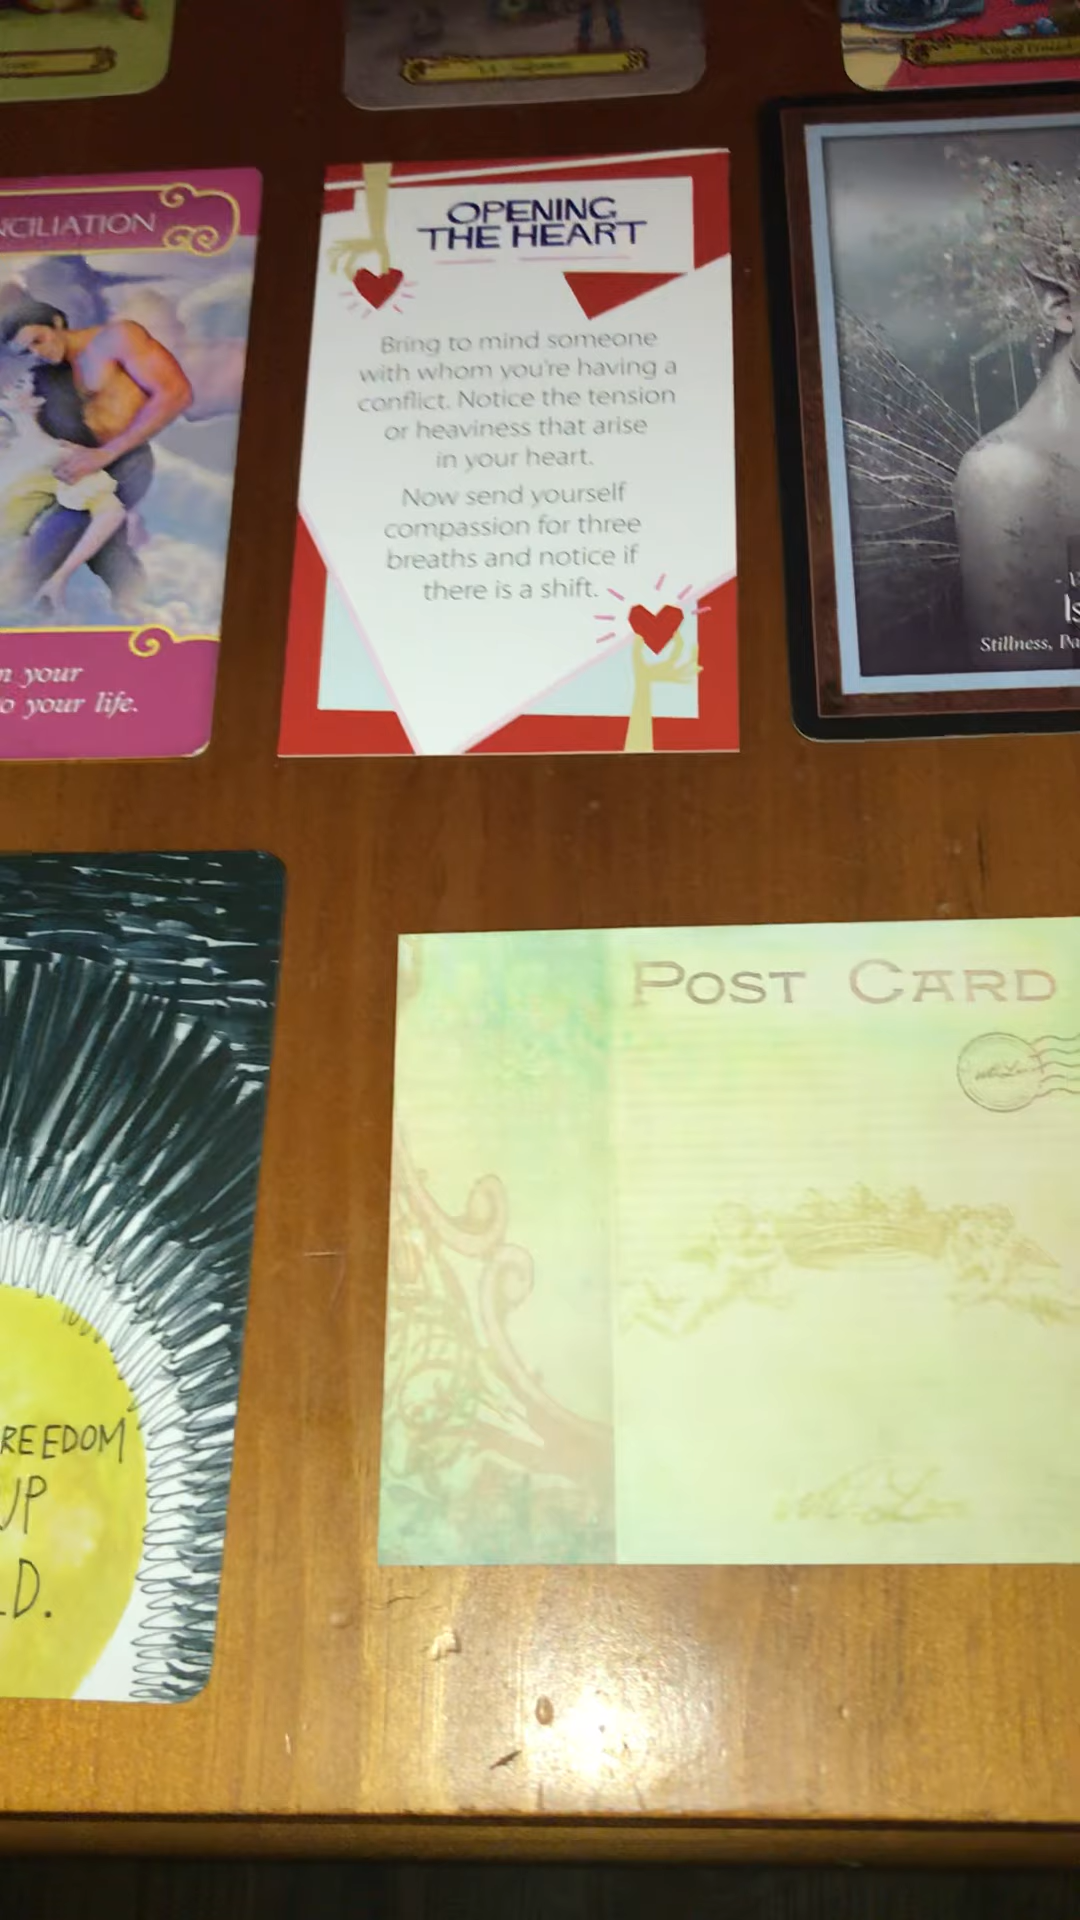 NCILIATION
n your
o your life.
OPENING
THE HEART
Bring to mind someone
with whom you're having a
conflict. Notice the tension
or heaviness that arise
in your heart.
Now send yourself
compassion for three
breaths and notice if
there is a shift.
Is
Stillness, Pa
REEDOM
UP
LD.
POST CARD